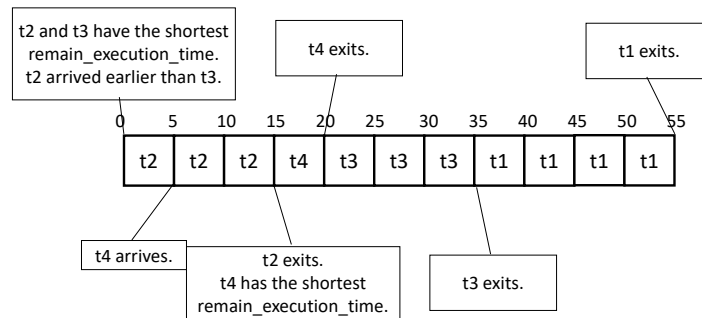 t2 and t3 have the shortest
remain_execution_time.
t2 arrived earlier than t3.
t4 exits.
t1 exits.
0 5 10 15 20 25 30 35 40 45 50 55
t2 t2 t2 t4 t3 t3 t3 t1 t1 t1 t1
t4 arrives.
t2 exits.
t4 has the shortest
remain_execution_time.
t3 exits.